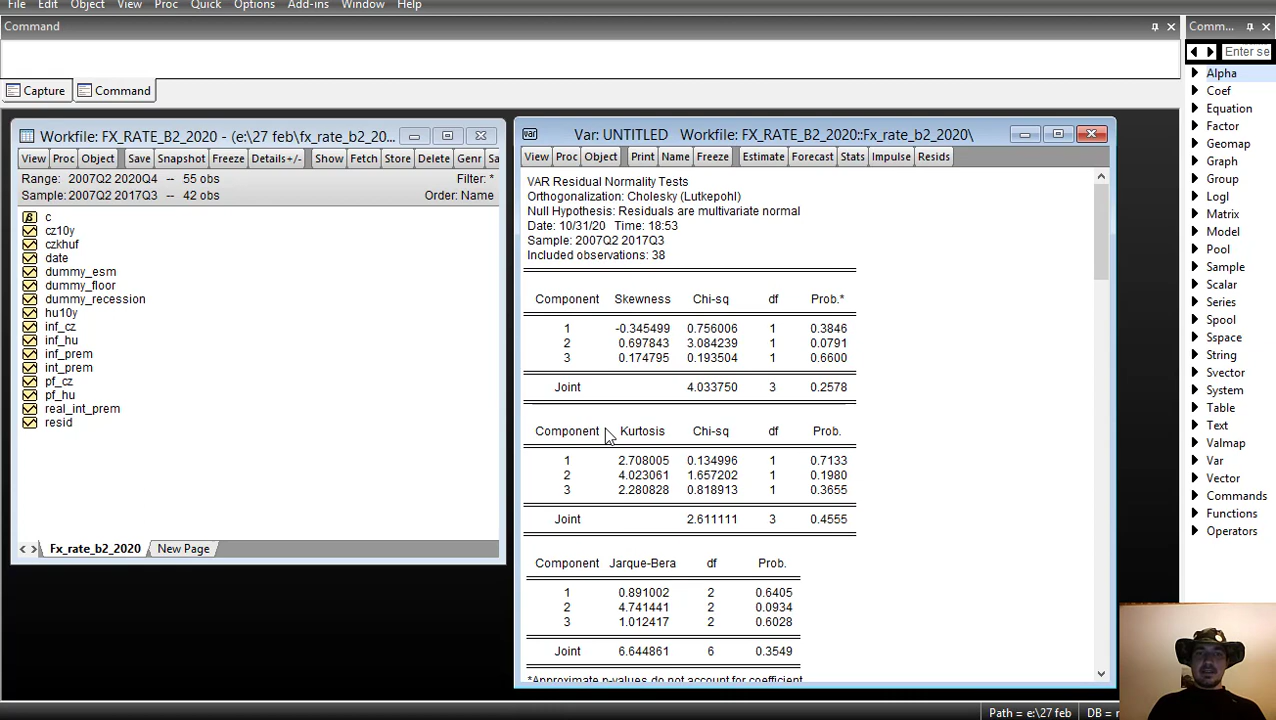 File Edit Object View Proc Quick Options Add-ins Window Help
Command
Comm...
Enter se
Capture Command
Workfile: FX_RATE_B2_2020 - (e:\27 feb\fx_rate_b2_20...
View Proc Object Save Snapshot Freeze Details+/- Show Fetch Store Delete Genr Sa
Range: 2007Q2 2020Q4 -- 55 obs Filter: *
Sample: 2007Q2 2017Q3 -- 42 obs Order: Name
c
cz10y
czkhuf
date
dummy_esm
dummy_floor
dummy_recession
hu10y
inf_cz
inf_hu
inf_prem
int_prem
pf_cz
pf_hu
real_int_prem
resid
Fx_rate_b2_2020 New Page
Var: UNTITLED Workfile: FX_RATE_B2_2020::Fx_rate_b2_2020\
View Proc Object Print Name Freeze Estimate Forecast Stats Impulse Resids
VAR Residual Normality Tests
Orthogonalization: Cholesky (Lutkepohl)
Null Hypothesis: Residuals are multivariate normal
Date: 10/31/20 Time: 18:53
Sample: 2007Q2 2017Q3
Included observations: 38
Component Skewness Chi-sq df Prob.*
1 -0.345499 0.756006 1 0.3846
2 0.697843 3.084239 1 0.0791
3 0.174795 0.193504 1 0.6600
Joint 4.033750 3 0.2578
Component Kurtosis Chi-sq df Prob.
1 2.708005 0.134996 1 0.7133
2 4.023061 1.657202 1 0.1980
3 2.280828 0.818913 1 0.3655
Joint 2.611111 3 0.4555
Component Jarque-Bera df Prob.
1 0.891002 2 0.6405
2 4.741441 2 0.0934
3 1.012417 2 0.6028
Joint 6.644861 6 0.3549
*Approximate p-values do not account for coefficient
Alpha
Coef
Equation
Factor
Geomap
Graph
Group
Logl
Matrix
Model
Pool
Sample
Scalar
Series
Spool
Sspace
String
Svector
System
Table
Text
Valmap
Var
Vector
Commands
Functions
Operators
Path = e:\27 feb DB =